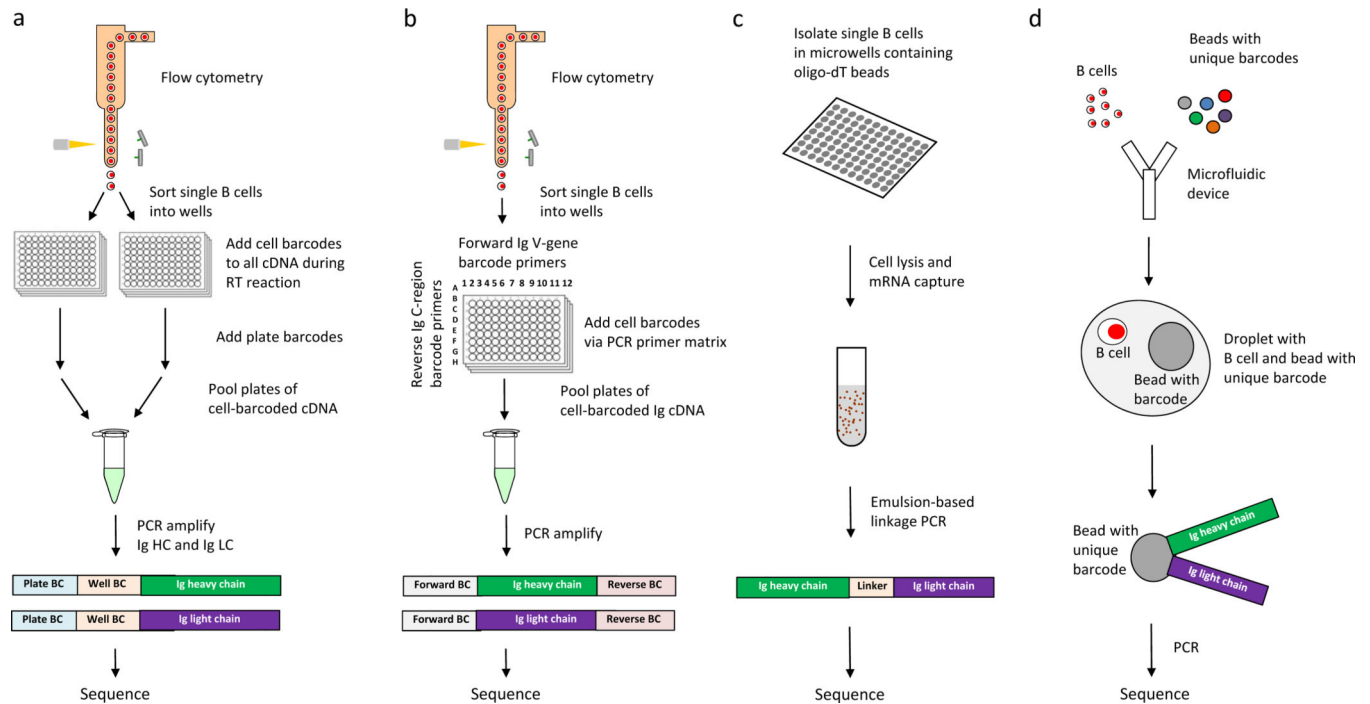 a
Flow cytometry
Sort single B cells
into wells
Add cell barcodes
to all cDNA during
RT reaction
Add plate barcodes
Pool plates of
cell-barcoded cDNA
PCR amplify
Ig HC and Ig LC
Plate BC Well BC Ig heavy chain
Plate BC Well BC Ig light chain
Sequence
b
Flow cytometry
Sort single B cells
into wells
Forward Ig V-gene
barcode primers
1 2 3 4 5 6 7 8 9 10 11 12
Reverse Ig C-region
barcode primers
A
B
C
D
E
F
G
H
Add cell barcodes
via PCR primer matrix
Pool plates of
cell-barcoded Ig cDNA
PCR amplify
Forward BC Ig heavy chain Reverse BC
Forward BC Ig light chain Reverse BC
Sequence
c
Isolate single B cells
in microwells containing
oligo-dT beads
Cell lysis and
mRNA capture
Emulsion-based
linkage PCR
Ig heavy chain Linker Ig light chain
Sequence
d
B cells
Beads with
unique barcodes
Microfluidic
device
B cell
Bead with
barcode
Droplet with
B cell and bead with
unique barcode
Bead with
unique
barcode
Ig heavy chain
Ig light chain
PCR
Sequence